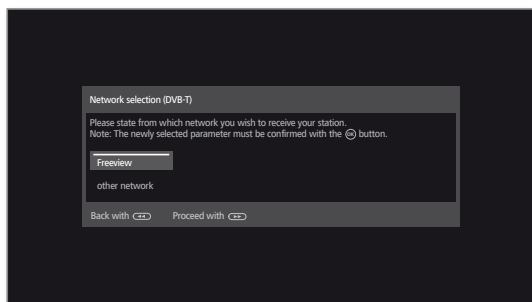 Network selection (DVB-T)
Please state from which network you wish to receive your station.
Note: The newly selected parameter must be confirmed with the OK button.
Freeview
other network
Back with Proceed with